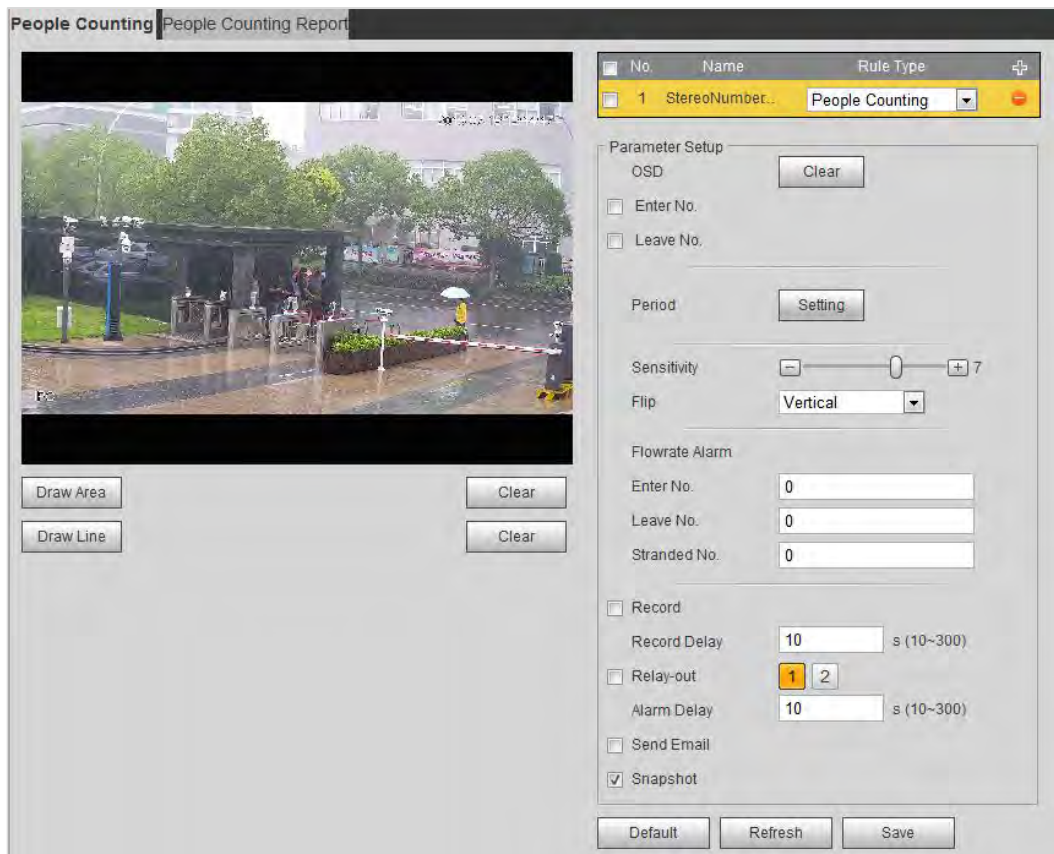 People Counting People Counting Report
No. Name Rule Type
1 StereoNumber... People Counting
Parameter Setup
OSD Clear
Enter No.
Leave No.
Period Setting
Sensitivity 7
Flip Vertical
Flowrate Alarm
Enter No. 0
Leave No. 0
Stranded No. 0
Record
Record Delay 10 s (10~300)
Relay-out 1 2
Alarm Delay 10 s (10~300)
Send Email
Snapshot
Default Refresh Save
Draw Area Clear
Draw Line Clear